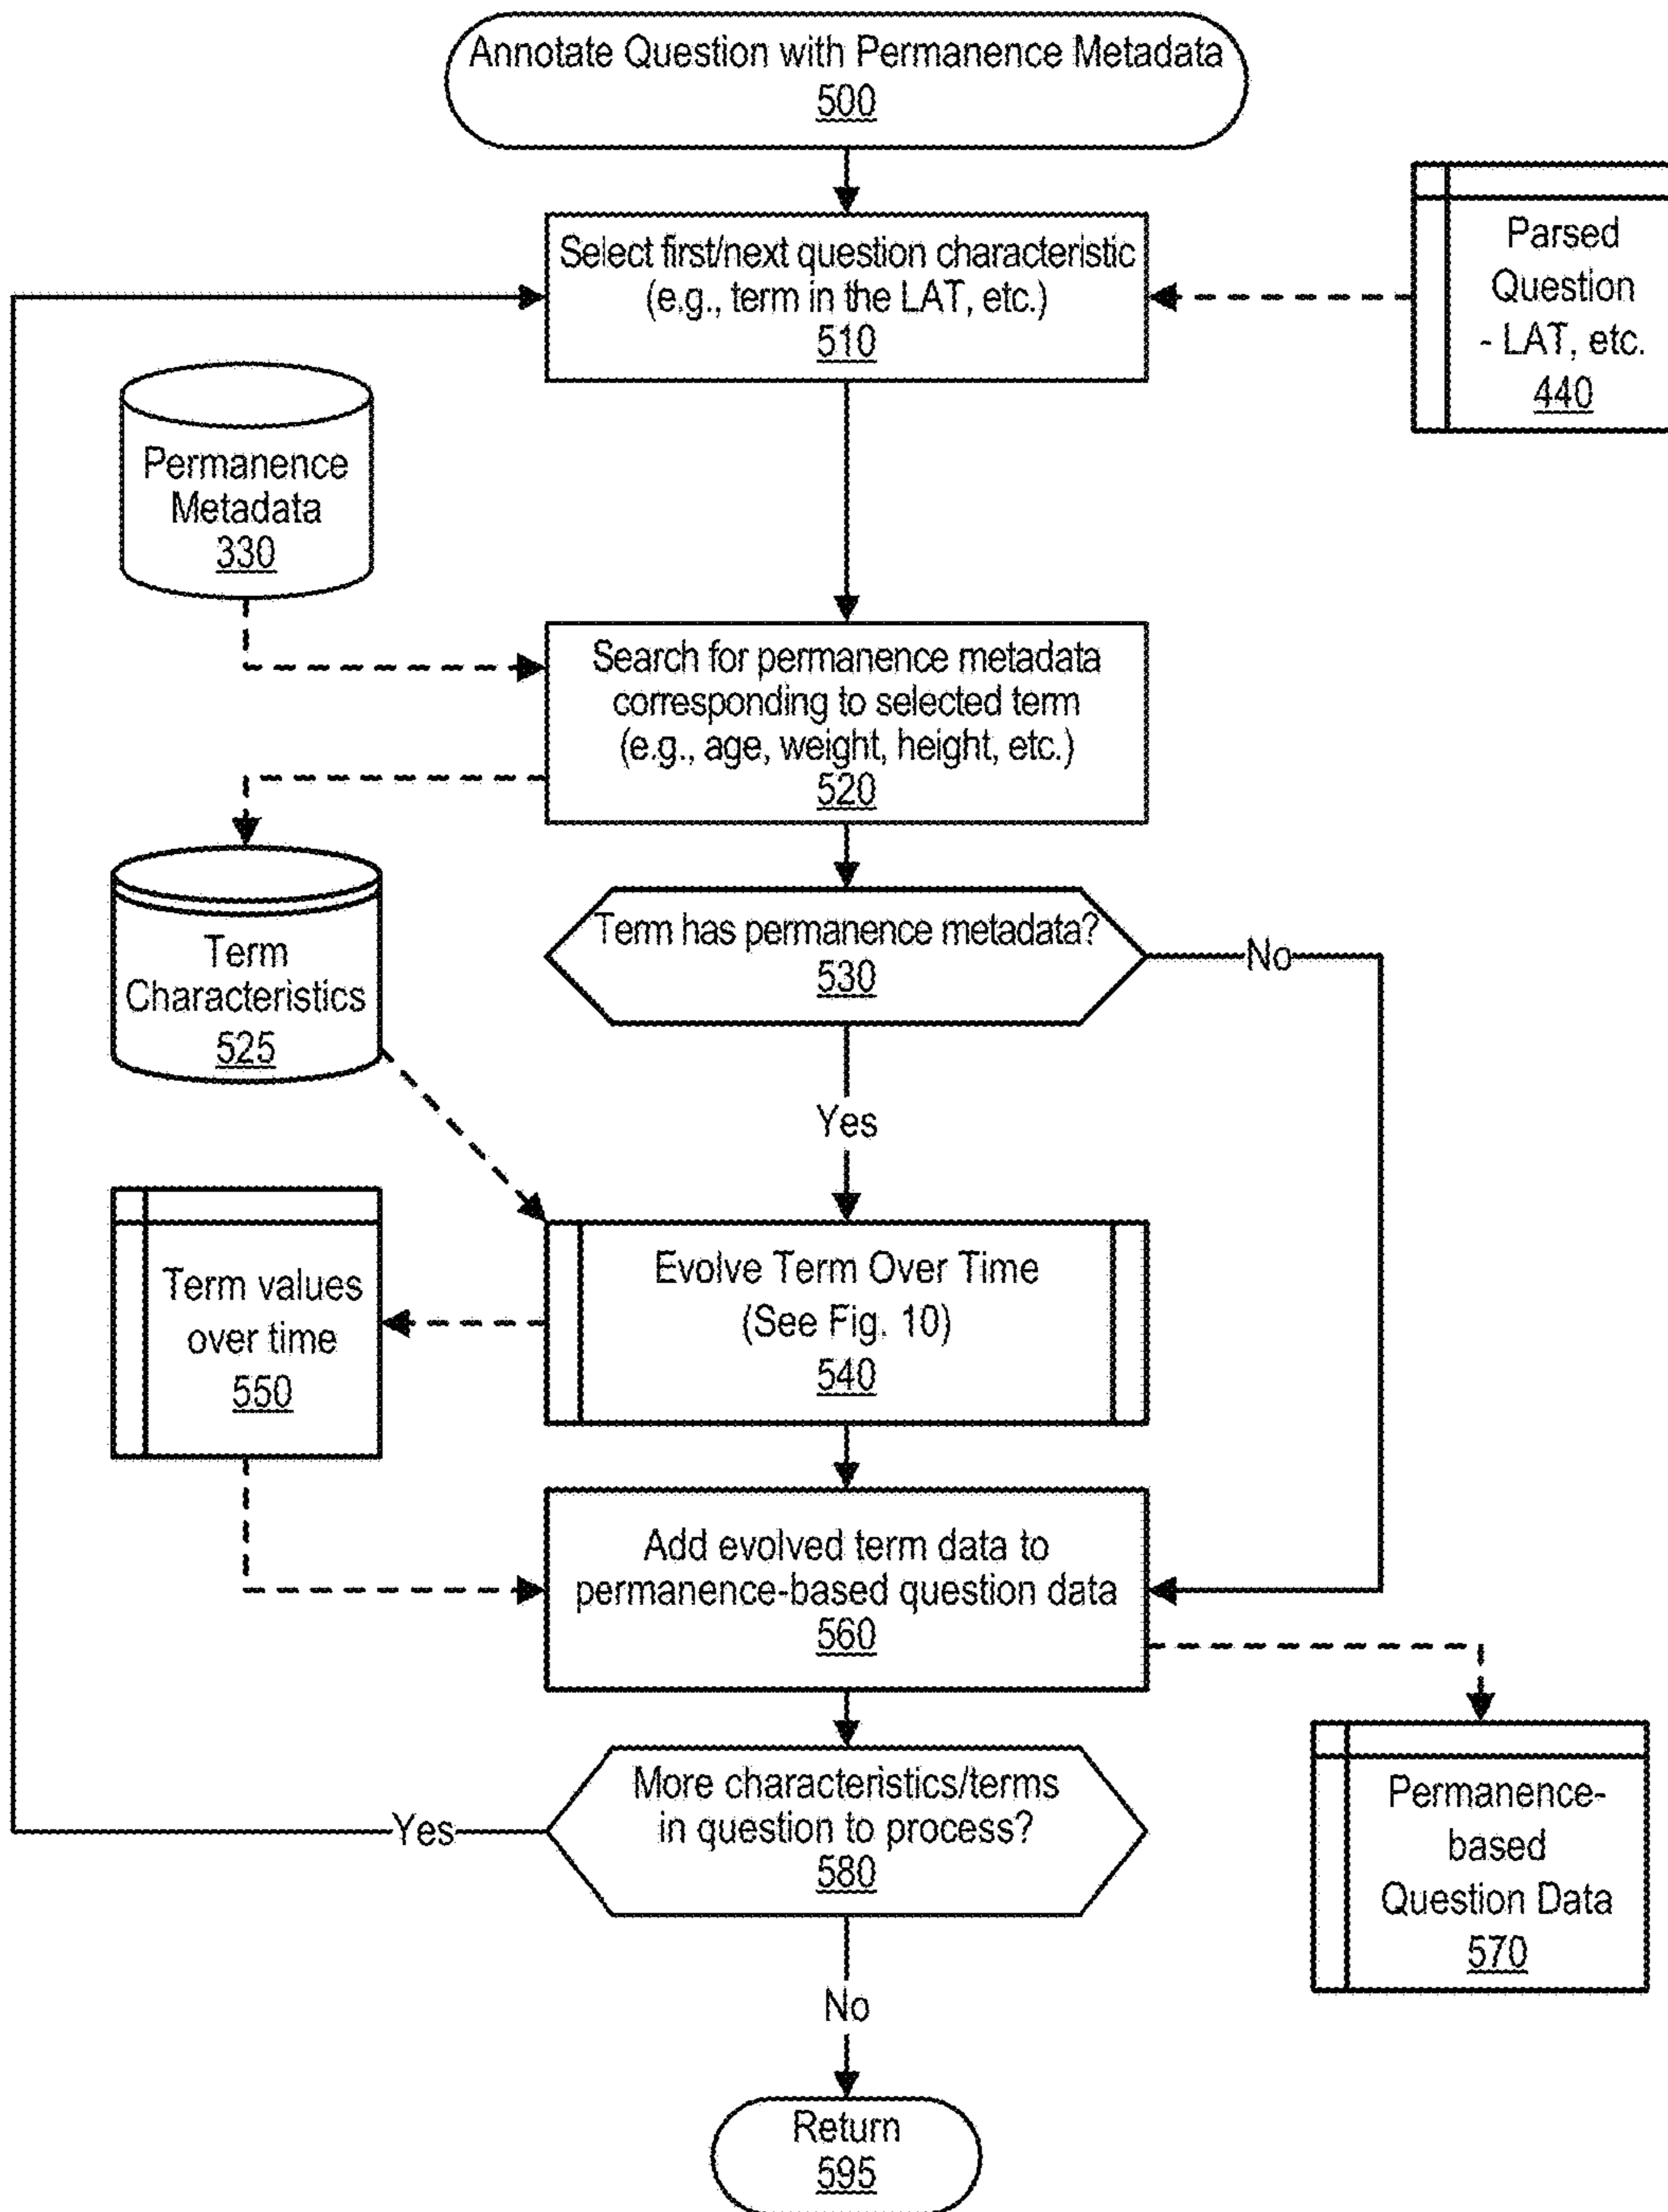 Annotate Question with Permanence Metadata
500
Select first/next question characteristic
(e.g., term in the LAT, etc.)
510
Parsed
Question
- LAT, etc.
440
Permanence
Metadata
330
Search for permanence metadata
corresponding to selected term
(e.g., age, weight, height, etc.)
520
Term
Characteristics
525
Term has permanence metadata?
530
No
Yes
Term values
over time
550
Evolve Term Over Time
(See Fig. 10)
540
Add evolved term data to
permanence-based question data
560
More characteristics/terms
in question to process?
580
Yes
Permanence-
based
Question Data
570
No
Return
595